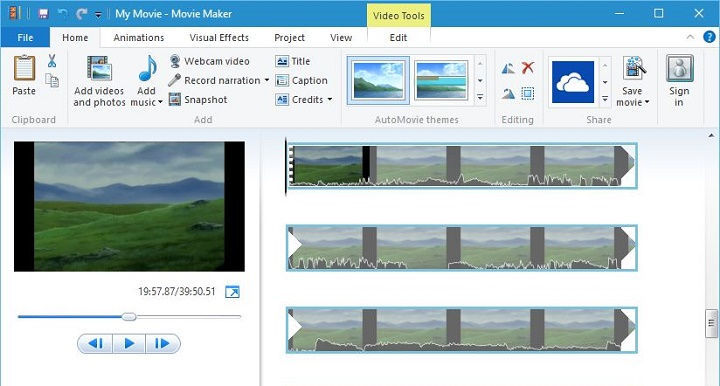 My Movie - Movie Maker
Video Tools
File
Home
Animations
Visual Effects
Project
View
Edit
Paste
Clipboard
Add videos
and photos
Add
music
Webcam video
Record narration
Snapshot
Title
Caption
Credits
Add
AutoMovie themes
Editing
Save
movie
Share
Sign
in
19:57.87/39:50.51